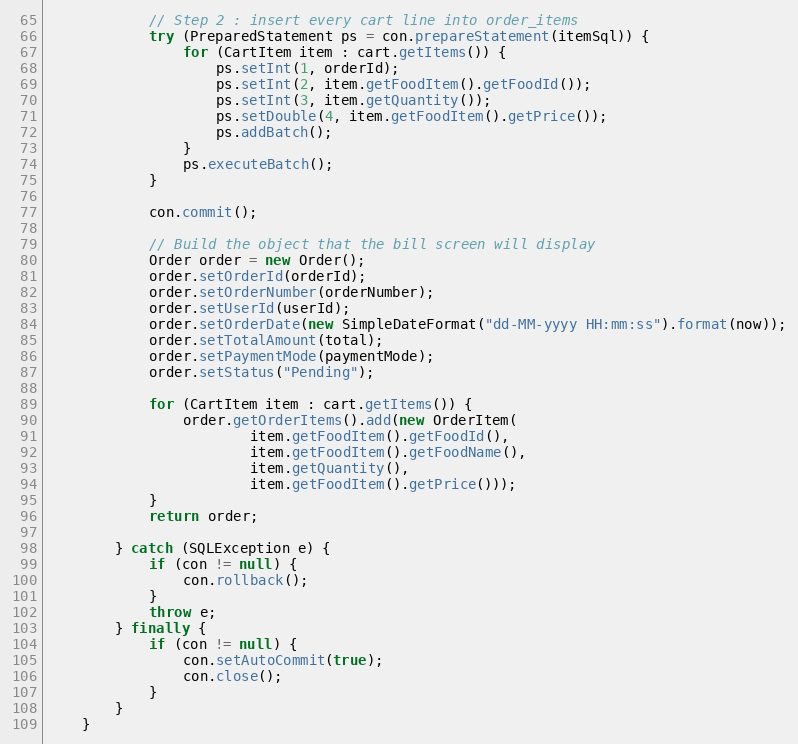 65            // Step 2 : insert every cart line into order_items
66            try (PreparedStatement ps = con.prepareStatement(itemSql)) {
67                for (CartItem item : cart.getItems()) {
68                    ps.setInt(1, orderId);
69                    ps.setInt(2, item.getFoodItem().getFoodId());
70                    ps.setInt(3, item.getQuantity());
71                    ps.setDouble(4, item.getFoodItem().getPrice());
72                    ps.addBatch();
73                }
74                ps.executeBatch();
75            }
76
77            con.commit();
78
79            // Build the object that the bill screen will display
80            Order order = new Order();
81            order.setOrderId(orderId);
82            order.setOrderNumber(orderNumber);
83            order.setUserId(userId);
84            order.setOrderDate(new SimpleDateFormat("dd-MM-yyyy HH:mm:ss").format(now));
85            order.setTotalAmount(total);
86            order.setPaymentMode(paymentMode);
87            order.setStatus("Pending");
88
89            for (CartItem item : cart.getItems()) {
90                order.getOrderItems().add(new OrderItem(
91                        item.getFoodItem().getFoodId(),
92                        item.getFoodItem().getFoodName(),
93                        item.getQuantity(),
94                        item.getFoodItem().getPrice()));
95            }
96            return order;
97
98        } catch (SQLException e) {
99            if (con != null) {
100                con.rollback();
101            }
102            throw e;
103        } finally {
104            if (con != null) {
105                con.setAutoCommit(true);
106                con.close();
107            }
108        }
109    }